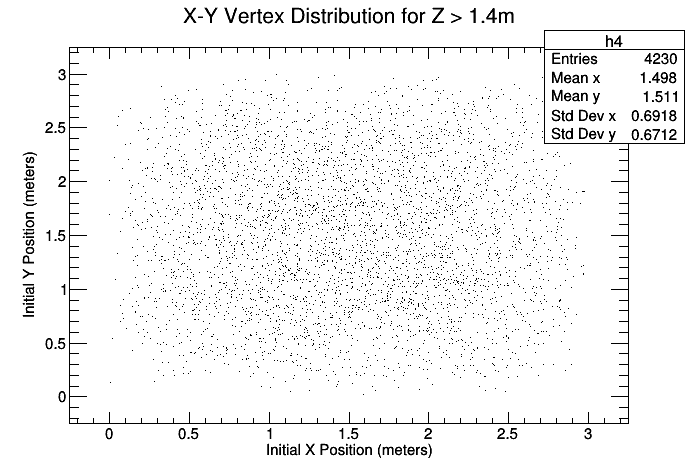 X-Y Vertex Distribution for Z > 1.4m
h4
Entries 4230
Mean x 1.498
Mean y 1.511
Std Dev x 0.6918
Std Dev y 0.6712
3
2.5
2
1.5
1
0.5
0
Initial Y Position (meters)
0 0.5 1 1.5 2 2.5 3
Initial X Position (meters)